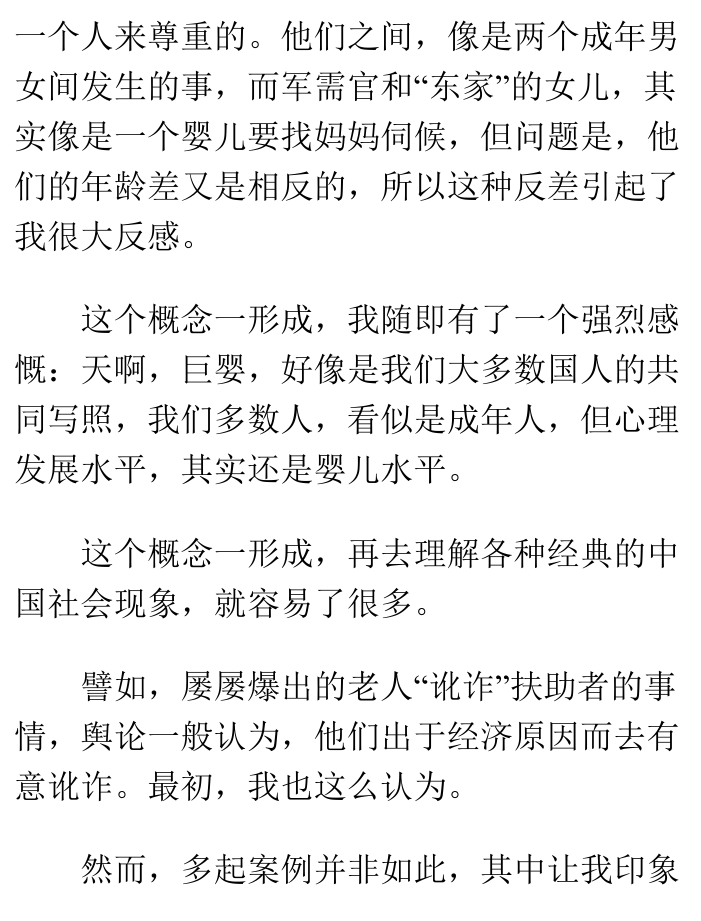 一个人来尊重的。他们之间，像是两个成年男
女间发生的事，而军需官和“东家”的女儿，其
实像是一个婴儿要找妈妈伺候，但问题是，他
们的年龄差又是相反的，所以这种反差引起了
我很大反感。
这个概念一形成，我随即有了一个强烈感
慨：天啊，巨婴，好像是我们大多数国人的共
同写照，我们多数人，看似是成年人，但心理
发展水平，其实还是婴儿水平。
这个概念一形成，再去理解各种经典的中
国社会现象，就容易了很多。
譬如，屡屡爆出的老人“讹诈”扶助者的事
情，舆论一般认为，他们出于经济原因而去有
意讹诈。最初，我也这么认为。
然而，多起案例并非如此，其中让我印象